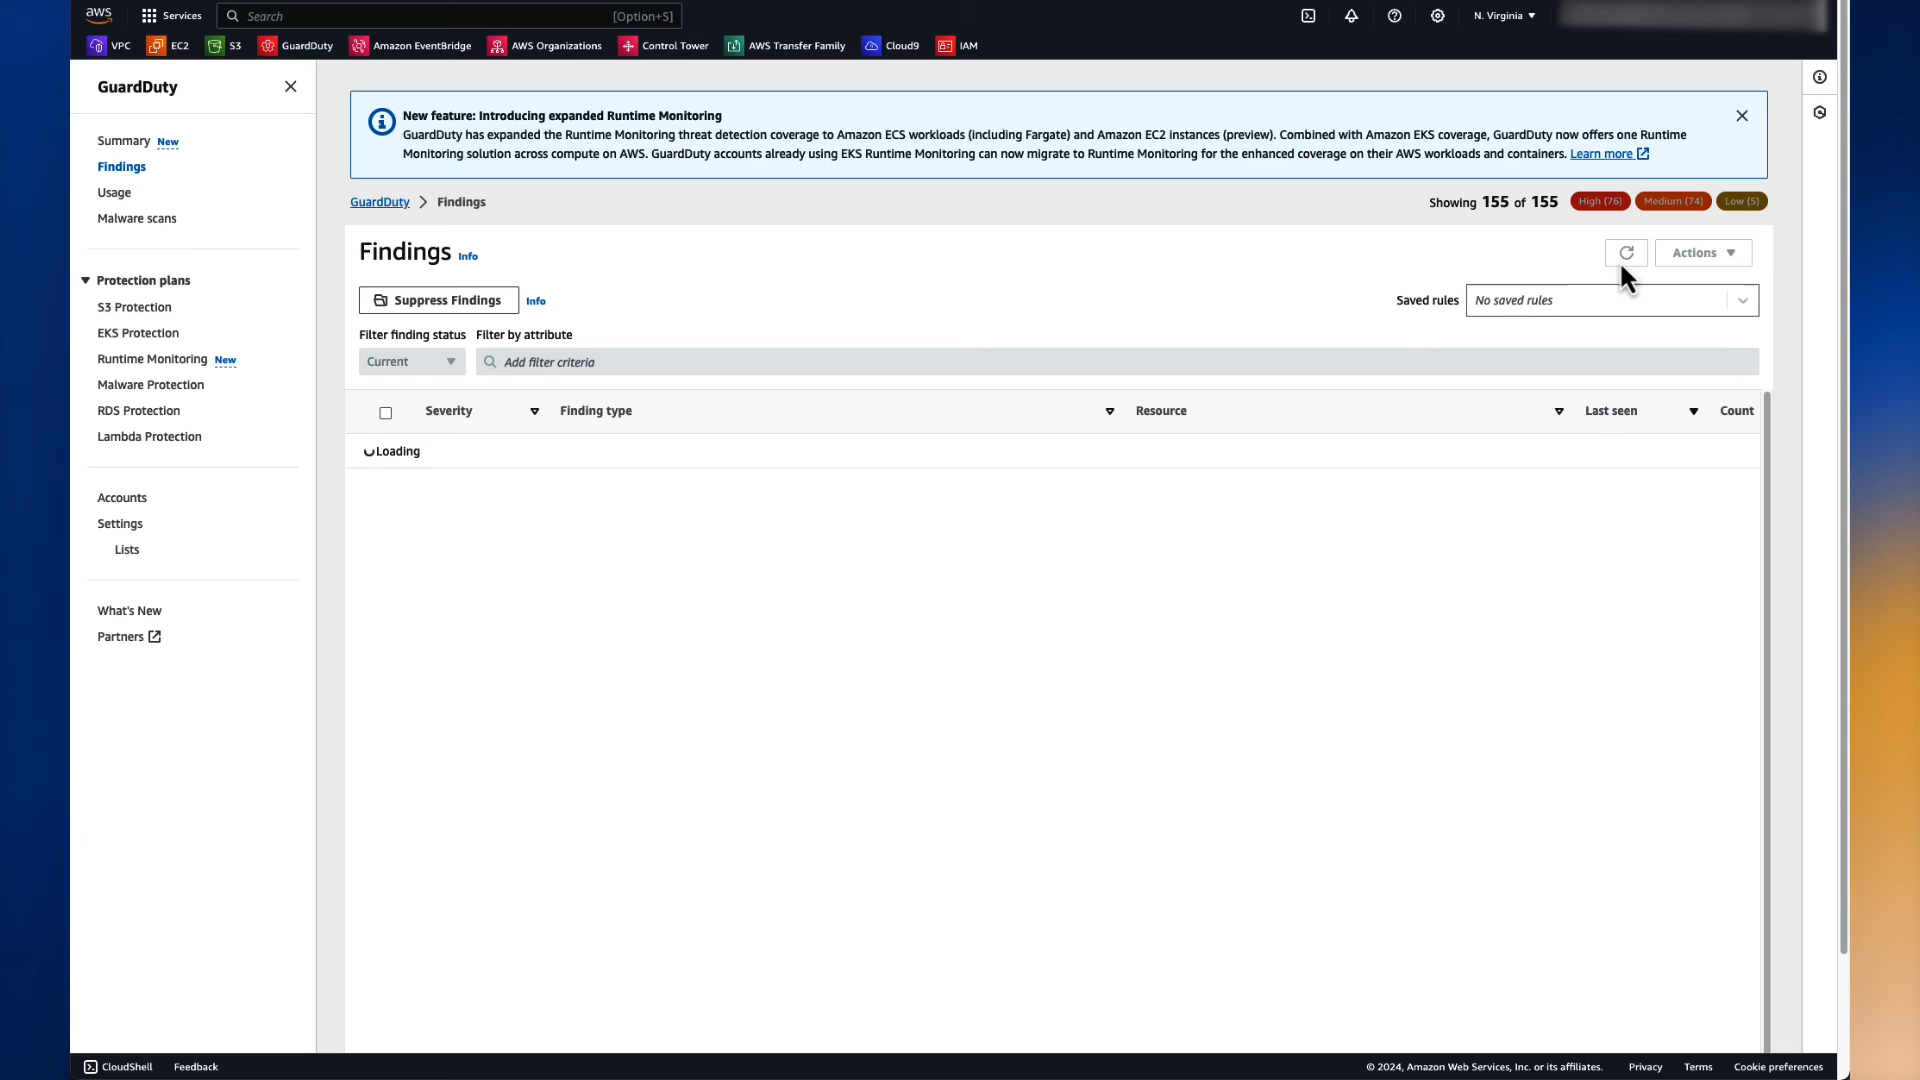 aws
Services
Search
[Option+S]
N. Virginia
VPC
EC2
S3
GuardDuty
Amazon EventBridge
AWS Organizations
Control Tower
AWS Transfer Family
Cloud9
IAM
GuardDuty
Summary New
Findings
Usage
Malware scans
Protection plans
S3 Protection
EKS Protection
Runtime Monitoring New
Malware Protection
RDS Protection
Lambda Protection
Accounts
Settings
Lists
What's New
Partners
New feature: Introducing expanded Runtime Monitoring
GuardDuty has expanded the Runtime Monitoring threat detection coverage to Amazon ECS workloads (including Fargate) and Amazon EC2 instances (preview). Combined with Amazon EKS coverage, GuardDuty now offers one Runtime
Monitoring solution across compute on AWS. GuardDuty accounts already using EKS Runtime Monitoring can now migrate to Runtime Monitoring for the enhanced coverage on their AWS workloads and containers. Learn more
GuardDuty > Findings
Showing 155 of 155
High (76)
Medium (74)
Low (5)
Findings Info
Actions
Suppress Findings
Info
Saved rules
No saved rules
Filter finding status
Filter by attribute
Current
Add filter criteria
Severity
Finding type
Resource
Last seen
Count
Loading
CloudShell
Feedback
© 2024, Amazon Web Services, Inc. or its affiliates.
Privacy
Terms
Cookie preferences